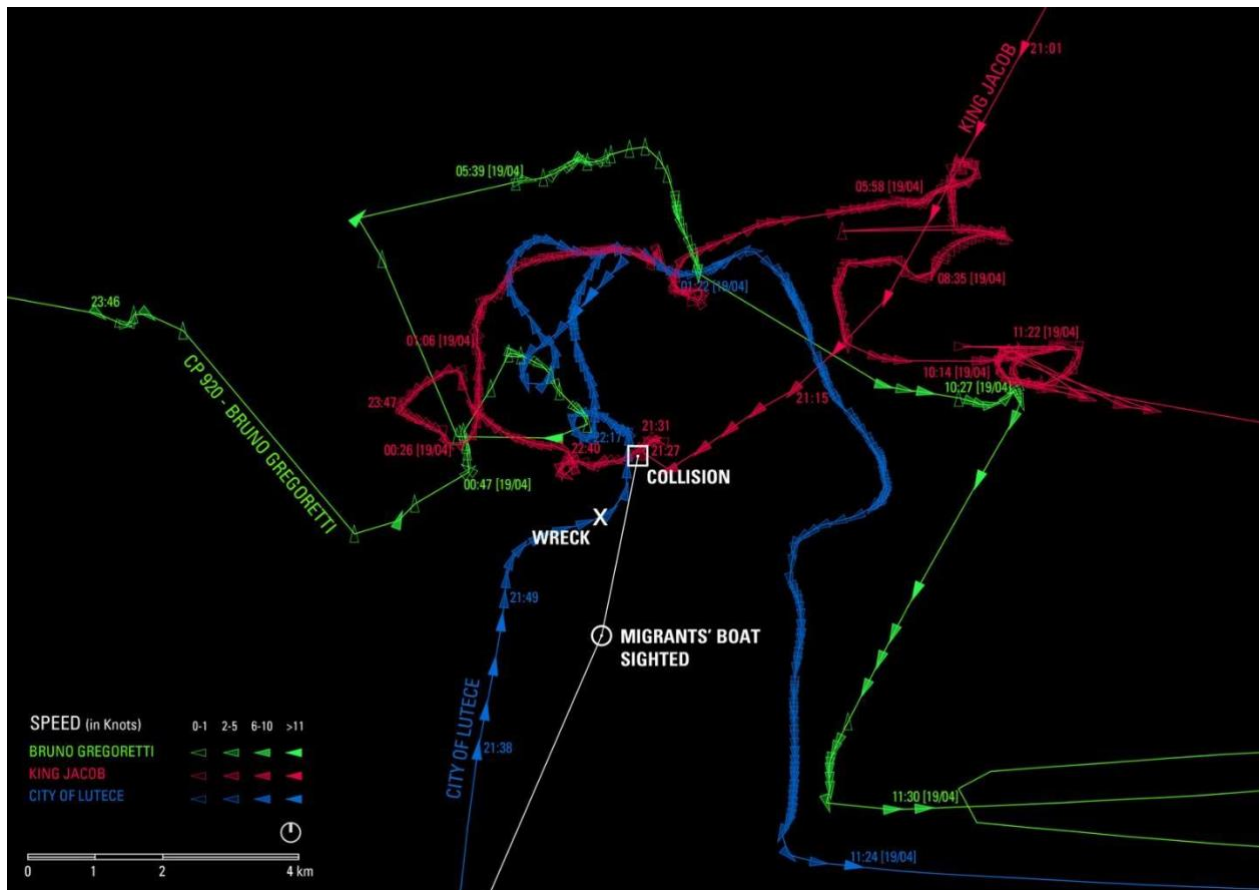 KING JACOB
21:01
05:39 [19/04]
05:58 [19/04]
01:22 [19/04]
08:35 [19/04]
23:46
01:06 [19/04]
11:22 [19/04]
10:14 [19/04]
10:27 [19/04]
CP 920 - BRUNO GREGORETTI
23:47
21:15
21:31
00:26 [19/04]
22:17
22:40
21:27
COLLISION
00:47 [19/04]
X
WRECK
21:49
MIGRANTS' BOAT
SIGHTED
CITY OF LUTECE
21:38
SPEED (in Knots) 0-1 2-5 6-10 >11
BRUNO GREGORETTI
KING JACOB
CITY OF LUTECE
11:30 [19/04]
11:24 [19/04]
0 1 2 4 km